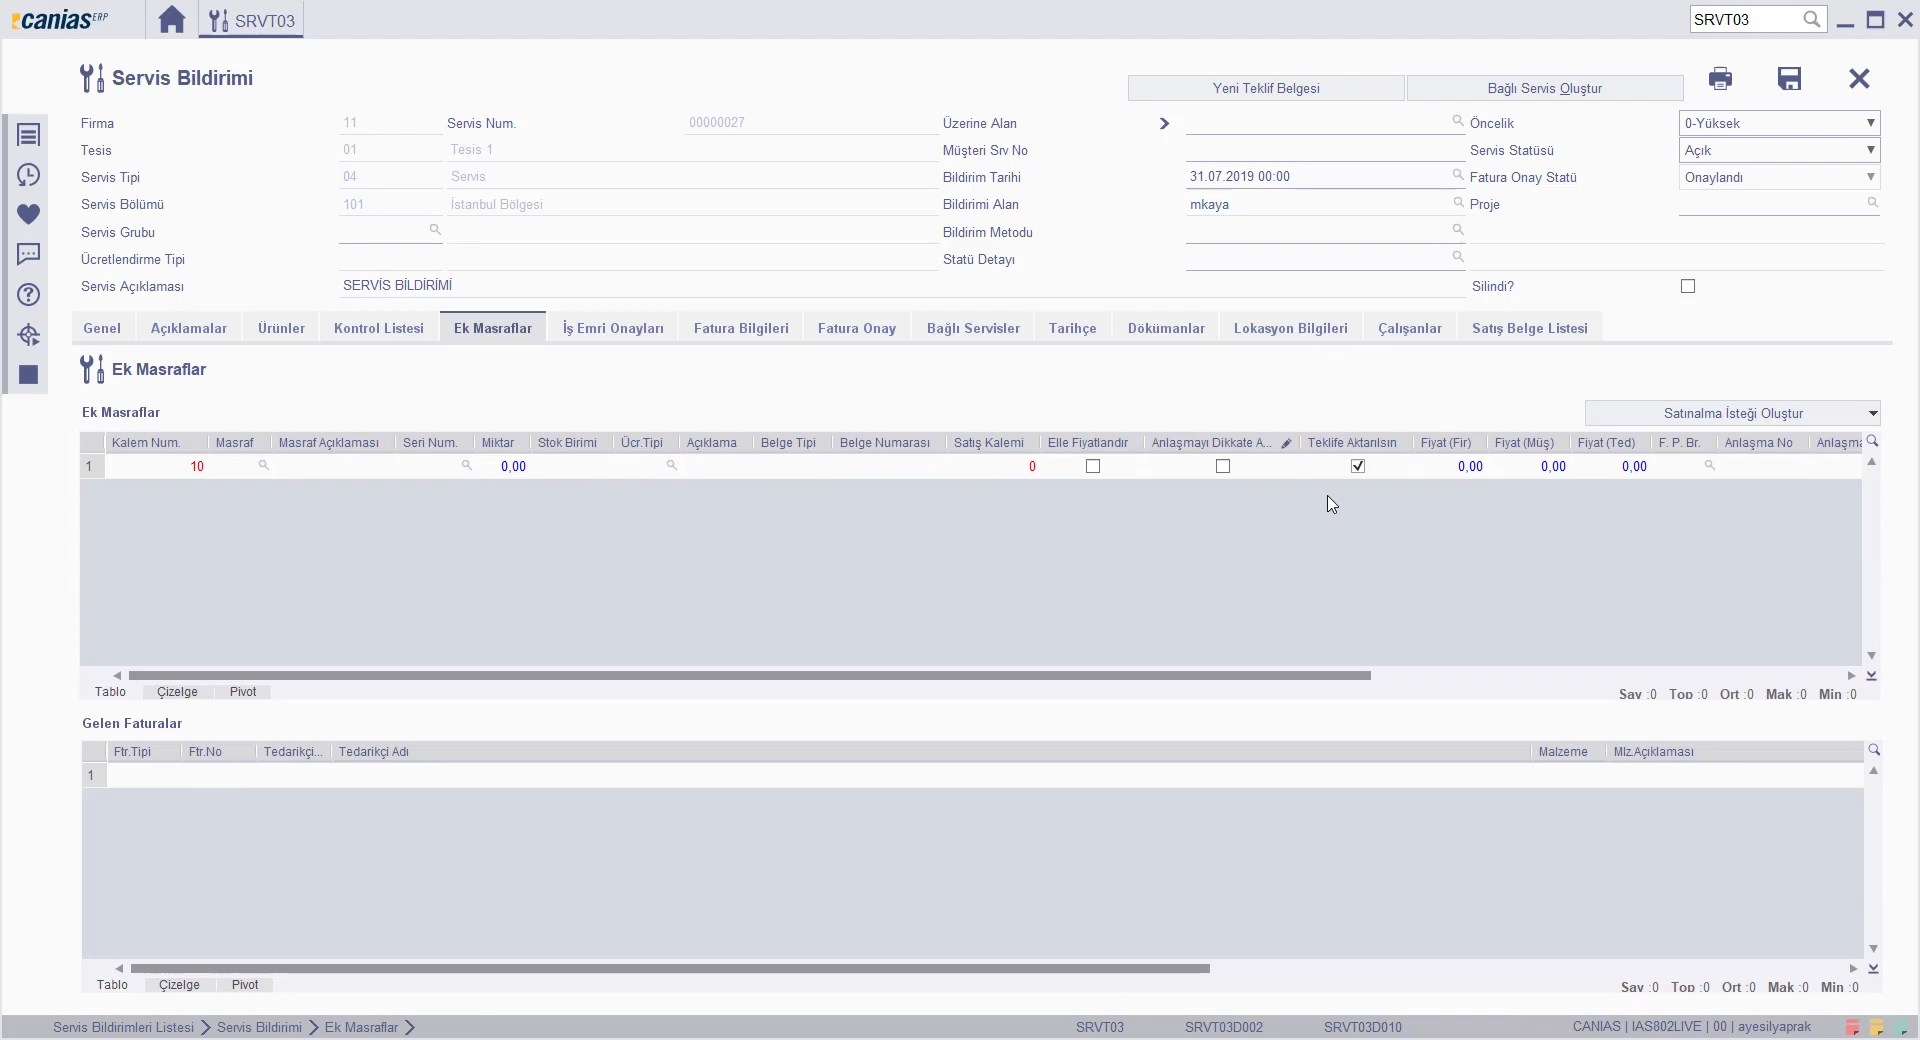 canias ERP SRVT03 SRVT03
Servis Bildirimi
Yeni Teklif Belgesi Bağlı Servis Oluştur
Firma 11 Servis Num. 00000027 Üzerine Alan Öncelik 0-Yüksek
Tesis 01 Tesis 1 Müşteri Srv No Servis Statüsü Açık
Servis Tipi 04 Servis Bildirim Tarihi 31.07.2019 00:00 Fatura Onay Statü Onaylandı
Servis Bölümü 101 İstanbul Bölgesi Bildirimi Alan mkaya Proje
Servis Grubu Bildirim Metodu
Ücretlendirme Tipi Statü Detayı
Servis Açıklaması SERVİS BİLDİRİMİ Silindi?
Genel Açıklamalar Ürünler Kontrol Listesi Ek Masraflar İş Emri Onayları Fatura Bilgileri Fatura Onay Bağlı Servisler Tarihçe Dökümanlar Lokasyon Bilgileri Çalışanlar Satış Belge Listesi
Ek Masraflar
Ek Masraflar Satınalma İsteği Oluştur
Kalem Num. Masraf Masraf Açıklaması Seri Num. Miktar Stok Birimi Ücr.Tipi Açıklama Belge Tipi Belge Numarası Satış Kalemi Elle Fiyatlandır Anlaşmayı Dikkate A... Teklife Aktarılsın Fiyat (Fir) Fiyat (Müş) Fiyat (Ted) F. P. Br. Anlaşma No Anlaşma
1 10 0,00 0 0,00 0,00 0,00
Tablo Çizelge Pivot Say :0 Top :0 Ort :0 Mak :0 Min :0
Gelen Faturalar
Ftr.Tipi Ftr.No Tedarikçi... Tedarikçi Adı Malzeme Mlz.Açıklaması
1
Tablo Çizelge Pivot Say :0 Top :0 Ort :0 Mak :0 Min :0
Servis Bildirimleri Listesi Servis Bildirimi Ek Masraflar SRVT03 SRVT03D002 SRVT03D010 CANIAS | IAS802LIVE | 00 | ayesilyaprak